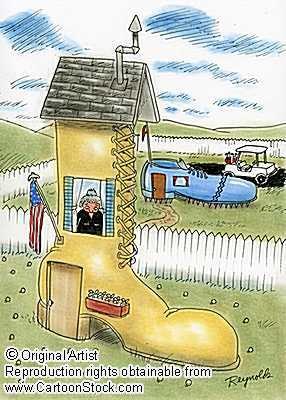 © Original Artist
Reproduction rights obtainable from
www.CartoonStock.com
Reynolds